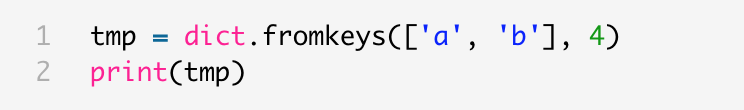 1 tmp = dict.fromkeys(['a', 'b'], 4)
2 print(tmp)